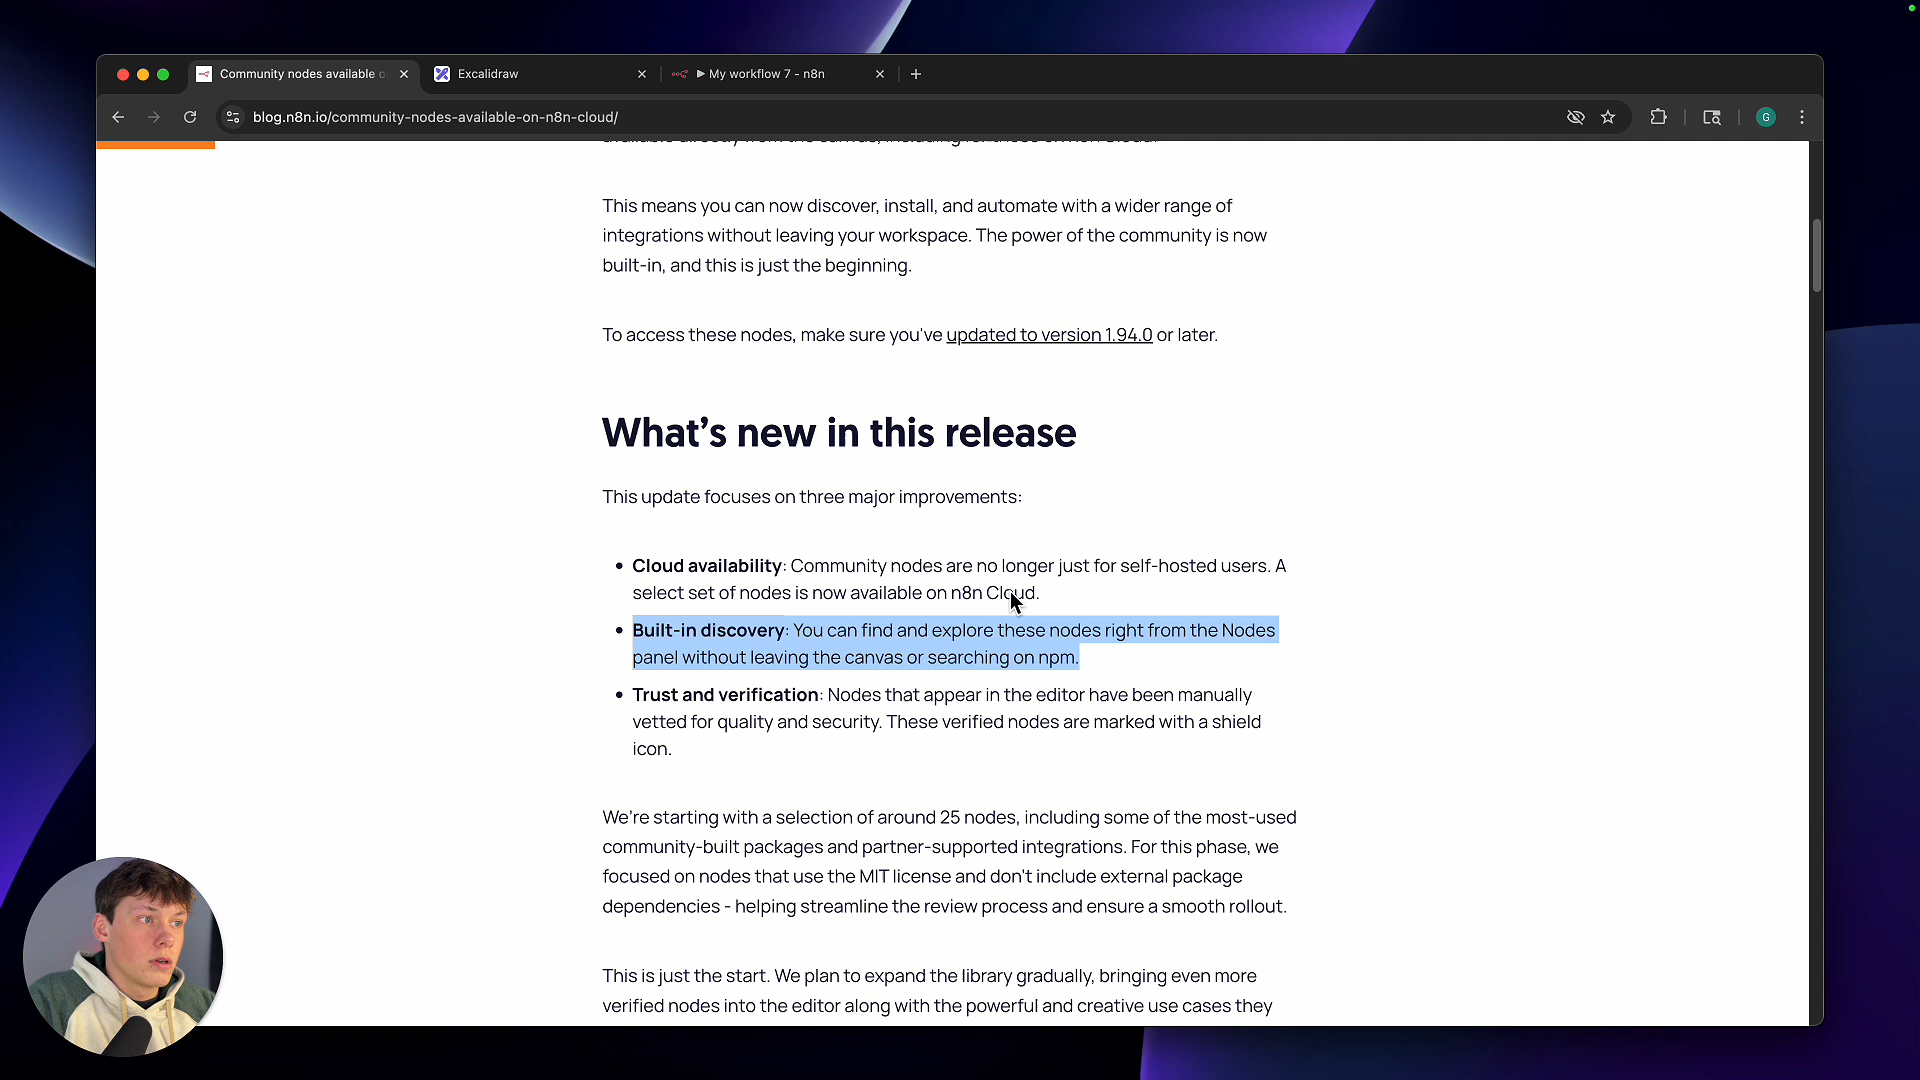 Community nodes available o
Excalidraw
My workflow 7 - n8n
blog.n8n.io/community-nodes-available-on-n8n-cloud/
G
available directly from the canvas, including for those on n8n Cloud.
This means you can now discover, install, and automate with a wider range of
integrations without leaving your workspace. The power of the community is now
built-in, and this is just the beginning.
To access these nodes, make sure you've updated to version 1.94.0 or later.
What's new in this release
This update focuses on three major improvements:
• Cloud availability: Community nodes are no longer just for self-hosted users. A
select set of nodes is now available on n8n Cloud.
• Built-in discovery: You can find and explore these nodes right from the Nodes
panel without leaving the canvas or searching on npm.
• Trust and verification: Nodes that appear in the editor have been manually
vetted for quality and security. These verified nodes are marked with a shield
icon.
We're starting with a selection of around 25 nodes, including some of the most-used
community-built packages and partner-supported integrations. For this phase, we
focused on nodes that use the MIT license and don't include external package
dependencies - helping streamline the review process and ensure a smooth rollout.
This is just the start. We plan to expand the library gradually, bringing even more
verified nodes into the editor along with the powerful and creative use cases they